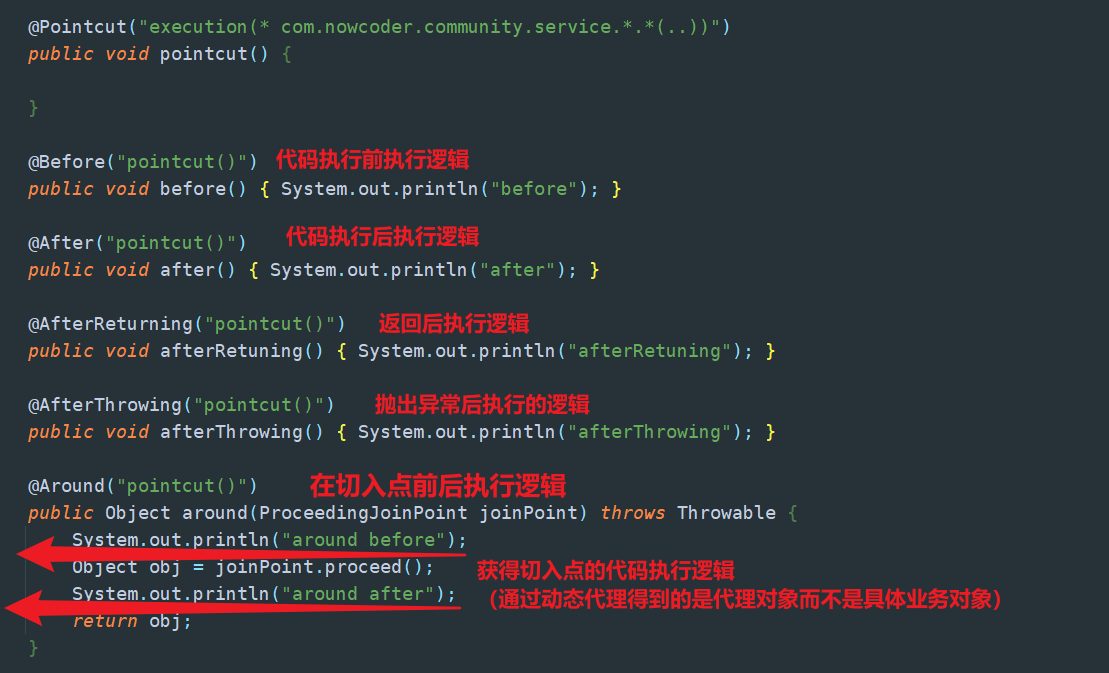 @Pointcut("execution(* com.nowcoder.community.service.*.*(..))")
public void pointcut() {
}
@Before("pointcut()") 代码执行前执行逻辑
public void before() { System.out.println("before"); }
@After("pointcut()") 代码执行后执行逻辑
public void after() { System.out.println("after"); }
@AfterReturning("pointcut()") 返回后执行逻辑
public void afterRetuning() { System.out.println("afterRetuning"); }
@AfterThrowing("pointcut()") 抛出异常后执行的逻辑
public void afterThrowing() { System.out.println("afterThrowing"); }
@Around("pointcut()") 在切入点前后执行逻辑
public Object around(ProceedingJoinPoint joinPoint) throws Throwable {
System.out.println("around before");
Object obj = joinPoint.proceed(); 获得切入点的代码执行逻辑
System.out.println("around after"); （通过动态代理得到的是代理对象而不是具体业务对象）
return obj;
}